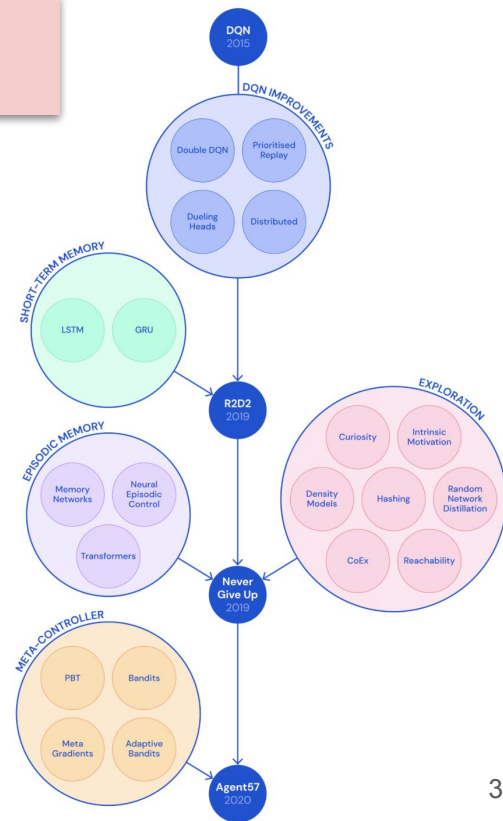 DQN
2015
DQN IMPROVEMENTS
Double DQN
Prioritised
Replay
Dueling
Heads
Distributed
SHORT-TERM MEMORY
LSTM
GRU
R2D2
2019
EXPLORATION
Curiosity
Intrinsic
Motivation
Density
Models
Hashing
Random
Network
Distillation
CoEx
Reachability
EPISODIC MEMORY
Memory
Networks
Neural
Episodic
Control
Transformers
Never
Give Up
2019
META-CONTROLLER
PBT
Bandits
Meta
Gradients
Adaptive
Bandits
Agent57
2020
3